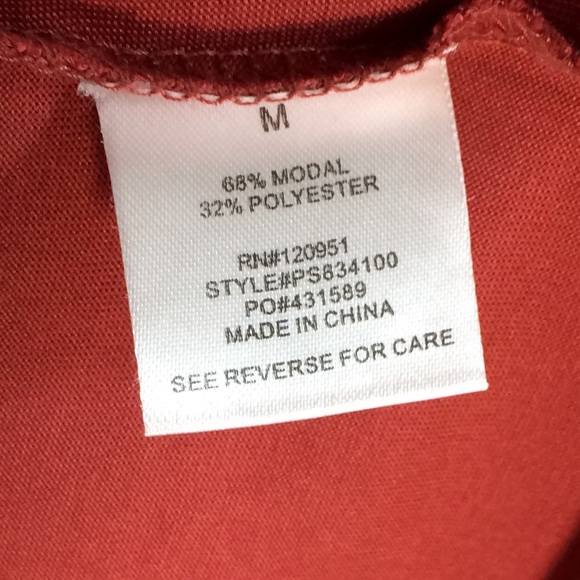 M
68% MODAL
32% POLYESTER
RN#120951
STYLE#PS834100
PO#431589
MADE IN CHINA
SEE REVERSE FOR CARE